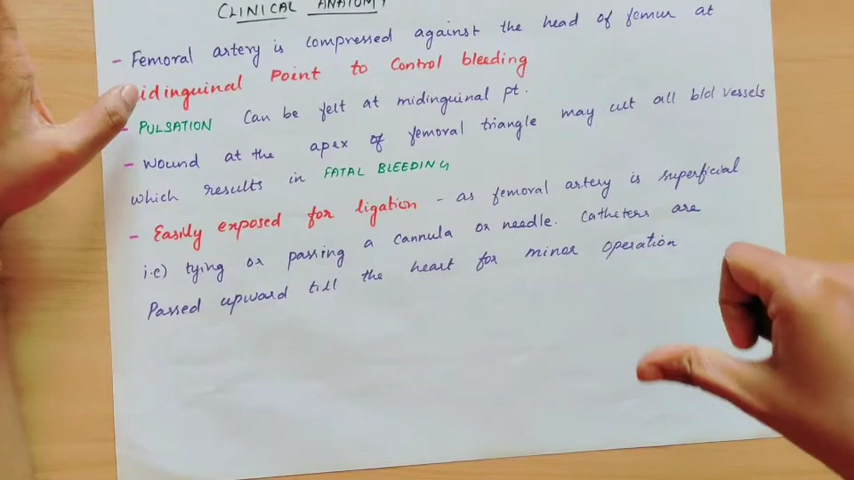 CLINICAL ANATOMY
- Femoral artery is compressed against the head of femur at
idinguinal Point to Control bleeding
- PULSATION Can be felt at midinguinal pt.
- Wound at the apex of femoral triangle may cut all bld vessels
which results in FATAL BLEEDING
- Easily exposed for ligation - as femoral artery is superficial
i.e) tying or passing a cannula or needle. Catheters are
Passed upward till the heart for minor operation